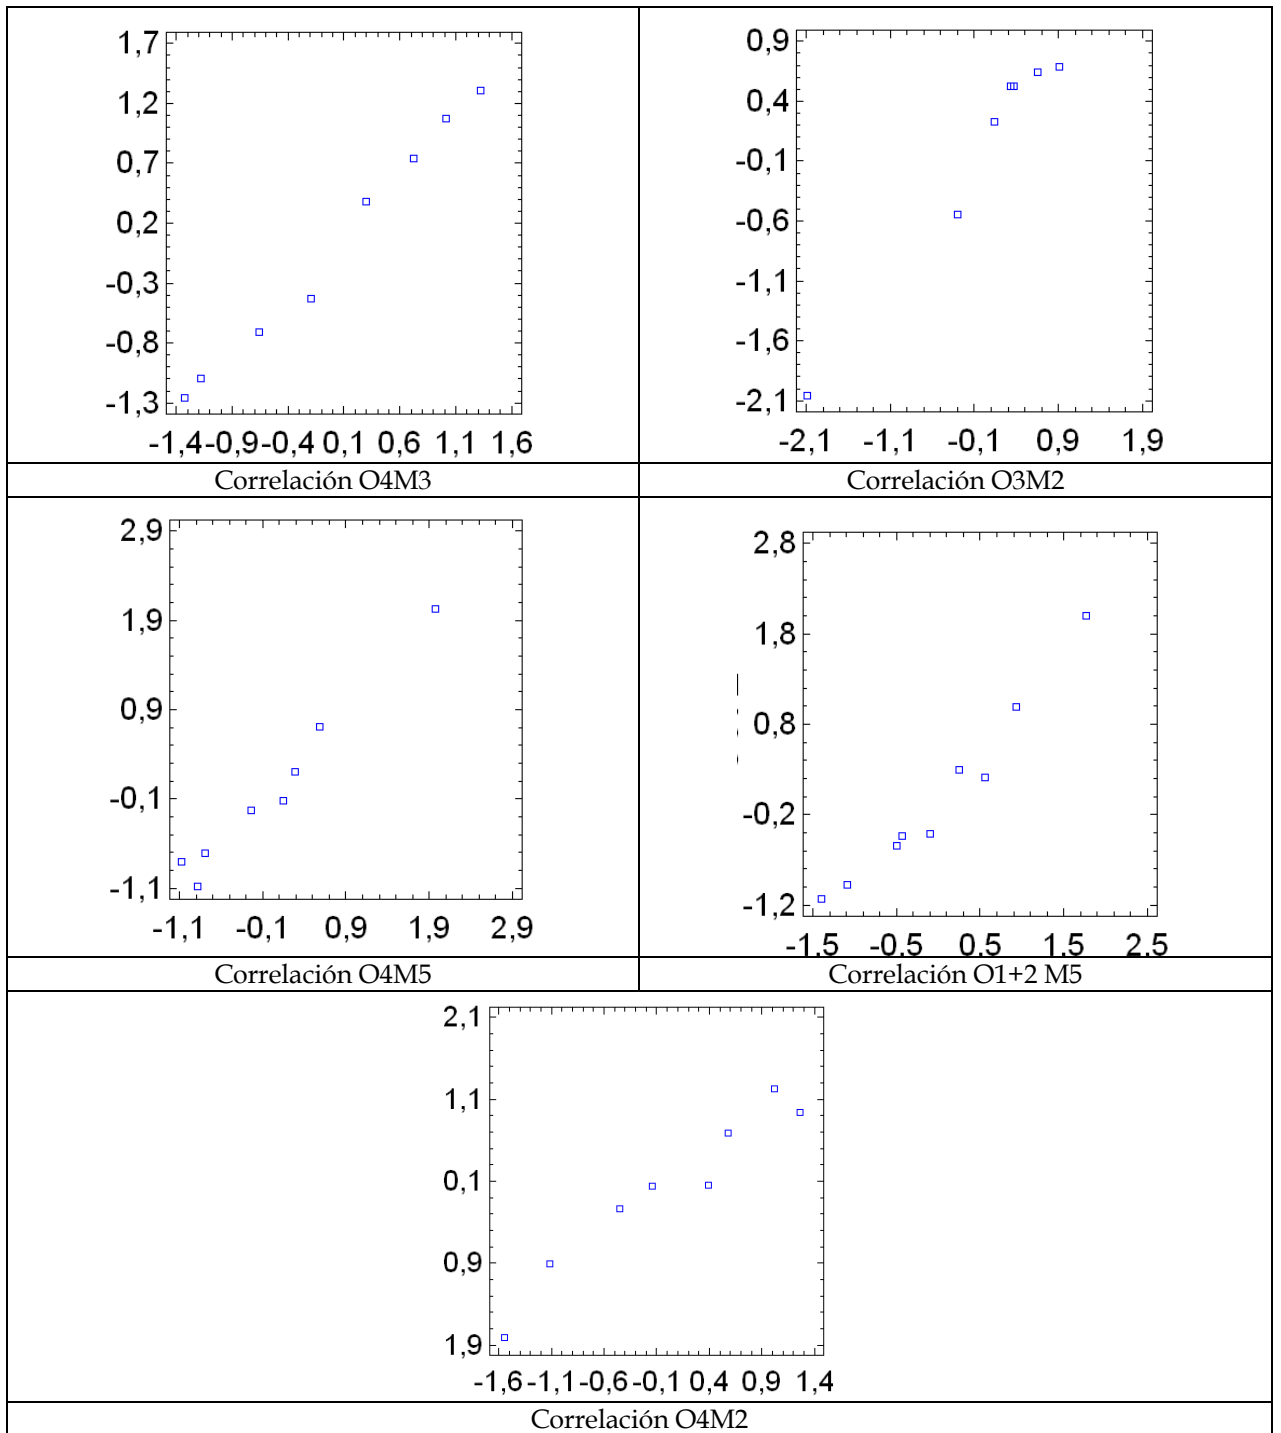 1,7
1,2
0,7
0,2
-0,3
-0,8
-1,3
-1,4 -0,9 -0,4 0,1 0,6 1,1 1,6
Correlación O4M3
0,9
0,4
-0,1
-0,6
-1,1
-1,6
-2,1
-2,1 -1,1 -0,1 0,9 1,9
Correlación O3M2
2,9
1,9
0,9
-0,1
-1,1
-1,1 -0,1 0,9 1,9 2,9
Correlación O4M5
2,8
1,8
0,8
-0,2
-1,2
-1,5 -0,5 0,5 1,5 2,5
Correlación O1+2 M5
2,1
1,1
0,1
0,9
1,9
-1,6 -1,1 -0,6 -0,1 0,4 0,9 1,4
Correlación O4M2